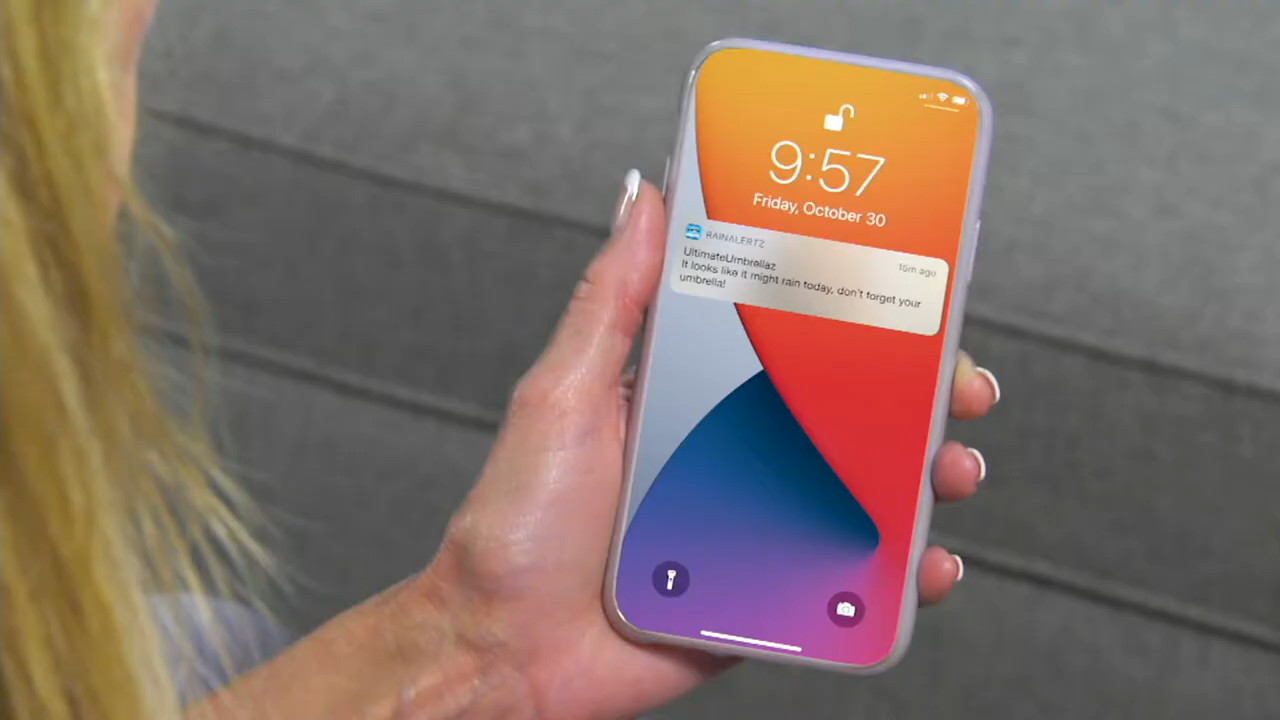 9:57
Friday, October 30
RAINALERTZ
15m ago
UltimateUmbrellaz
It looks like it might rain today, don't forget your
umbrella!